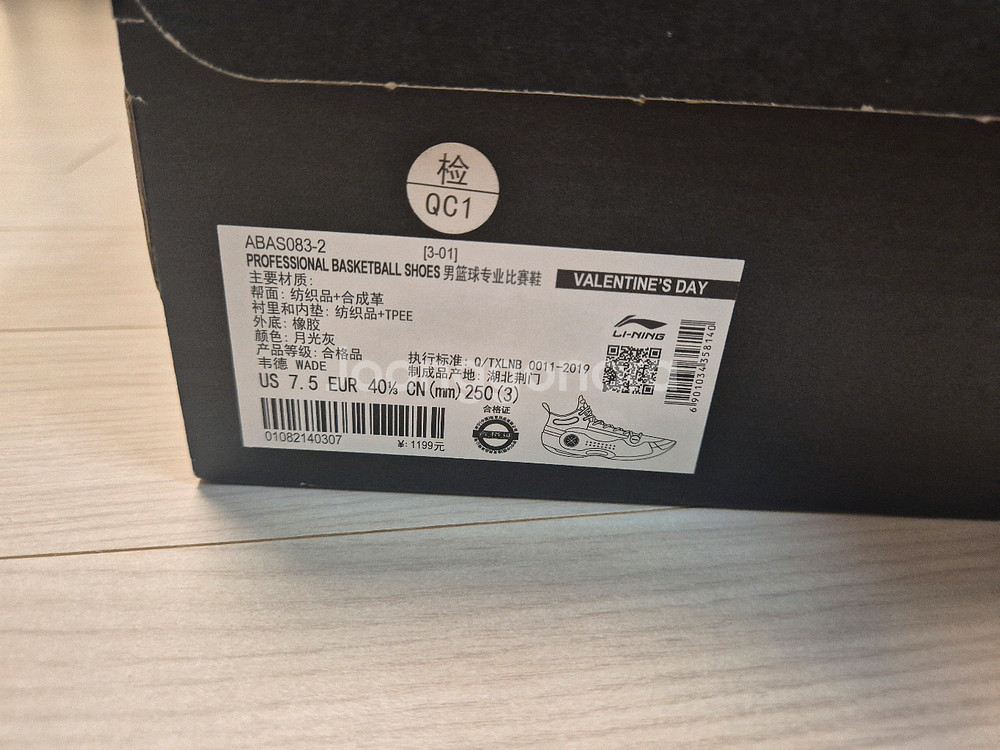 检
QC1
ABAS083-2
[3-01]
PROFESSIONAL BASKETBALL SHOES 男篮球专业比赛鞋
VALENTINE'S DAY
主要材质:
帮面: 纺织品+合成革
衬里和内垫: 纺织品+TPEE
外底: 橡胶
颜色: 月光灰
产品等级: 合格品
韦德 WADE
执行标准: Q/TXLNB 0011-2019
制成品产地: 湖北荆门
US 7.5 EUR 40⅓ CN(mm)250(3)
01082140307
¥: 1199元
合格证
LI-NING
6901034358140